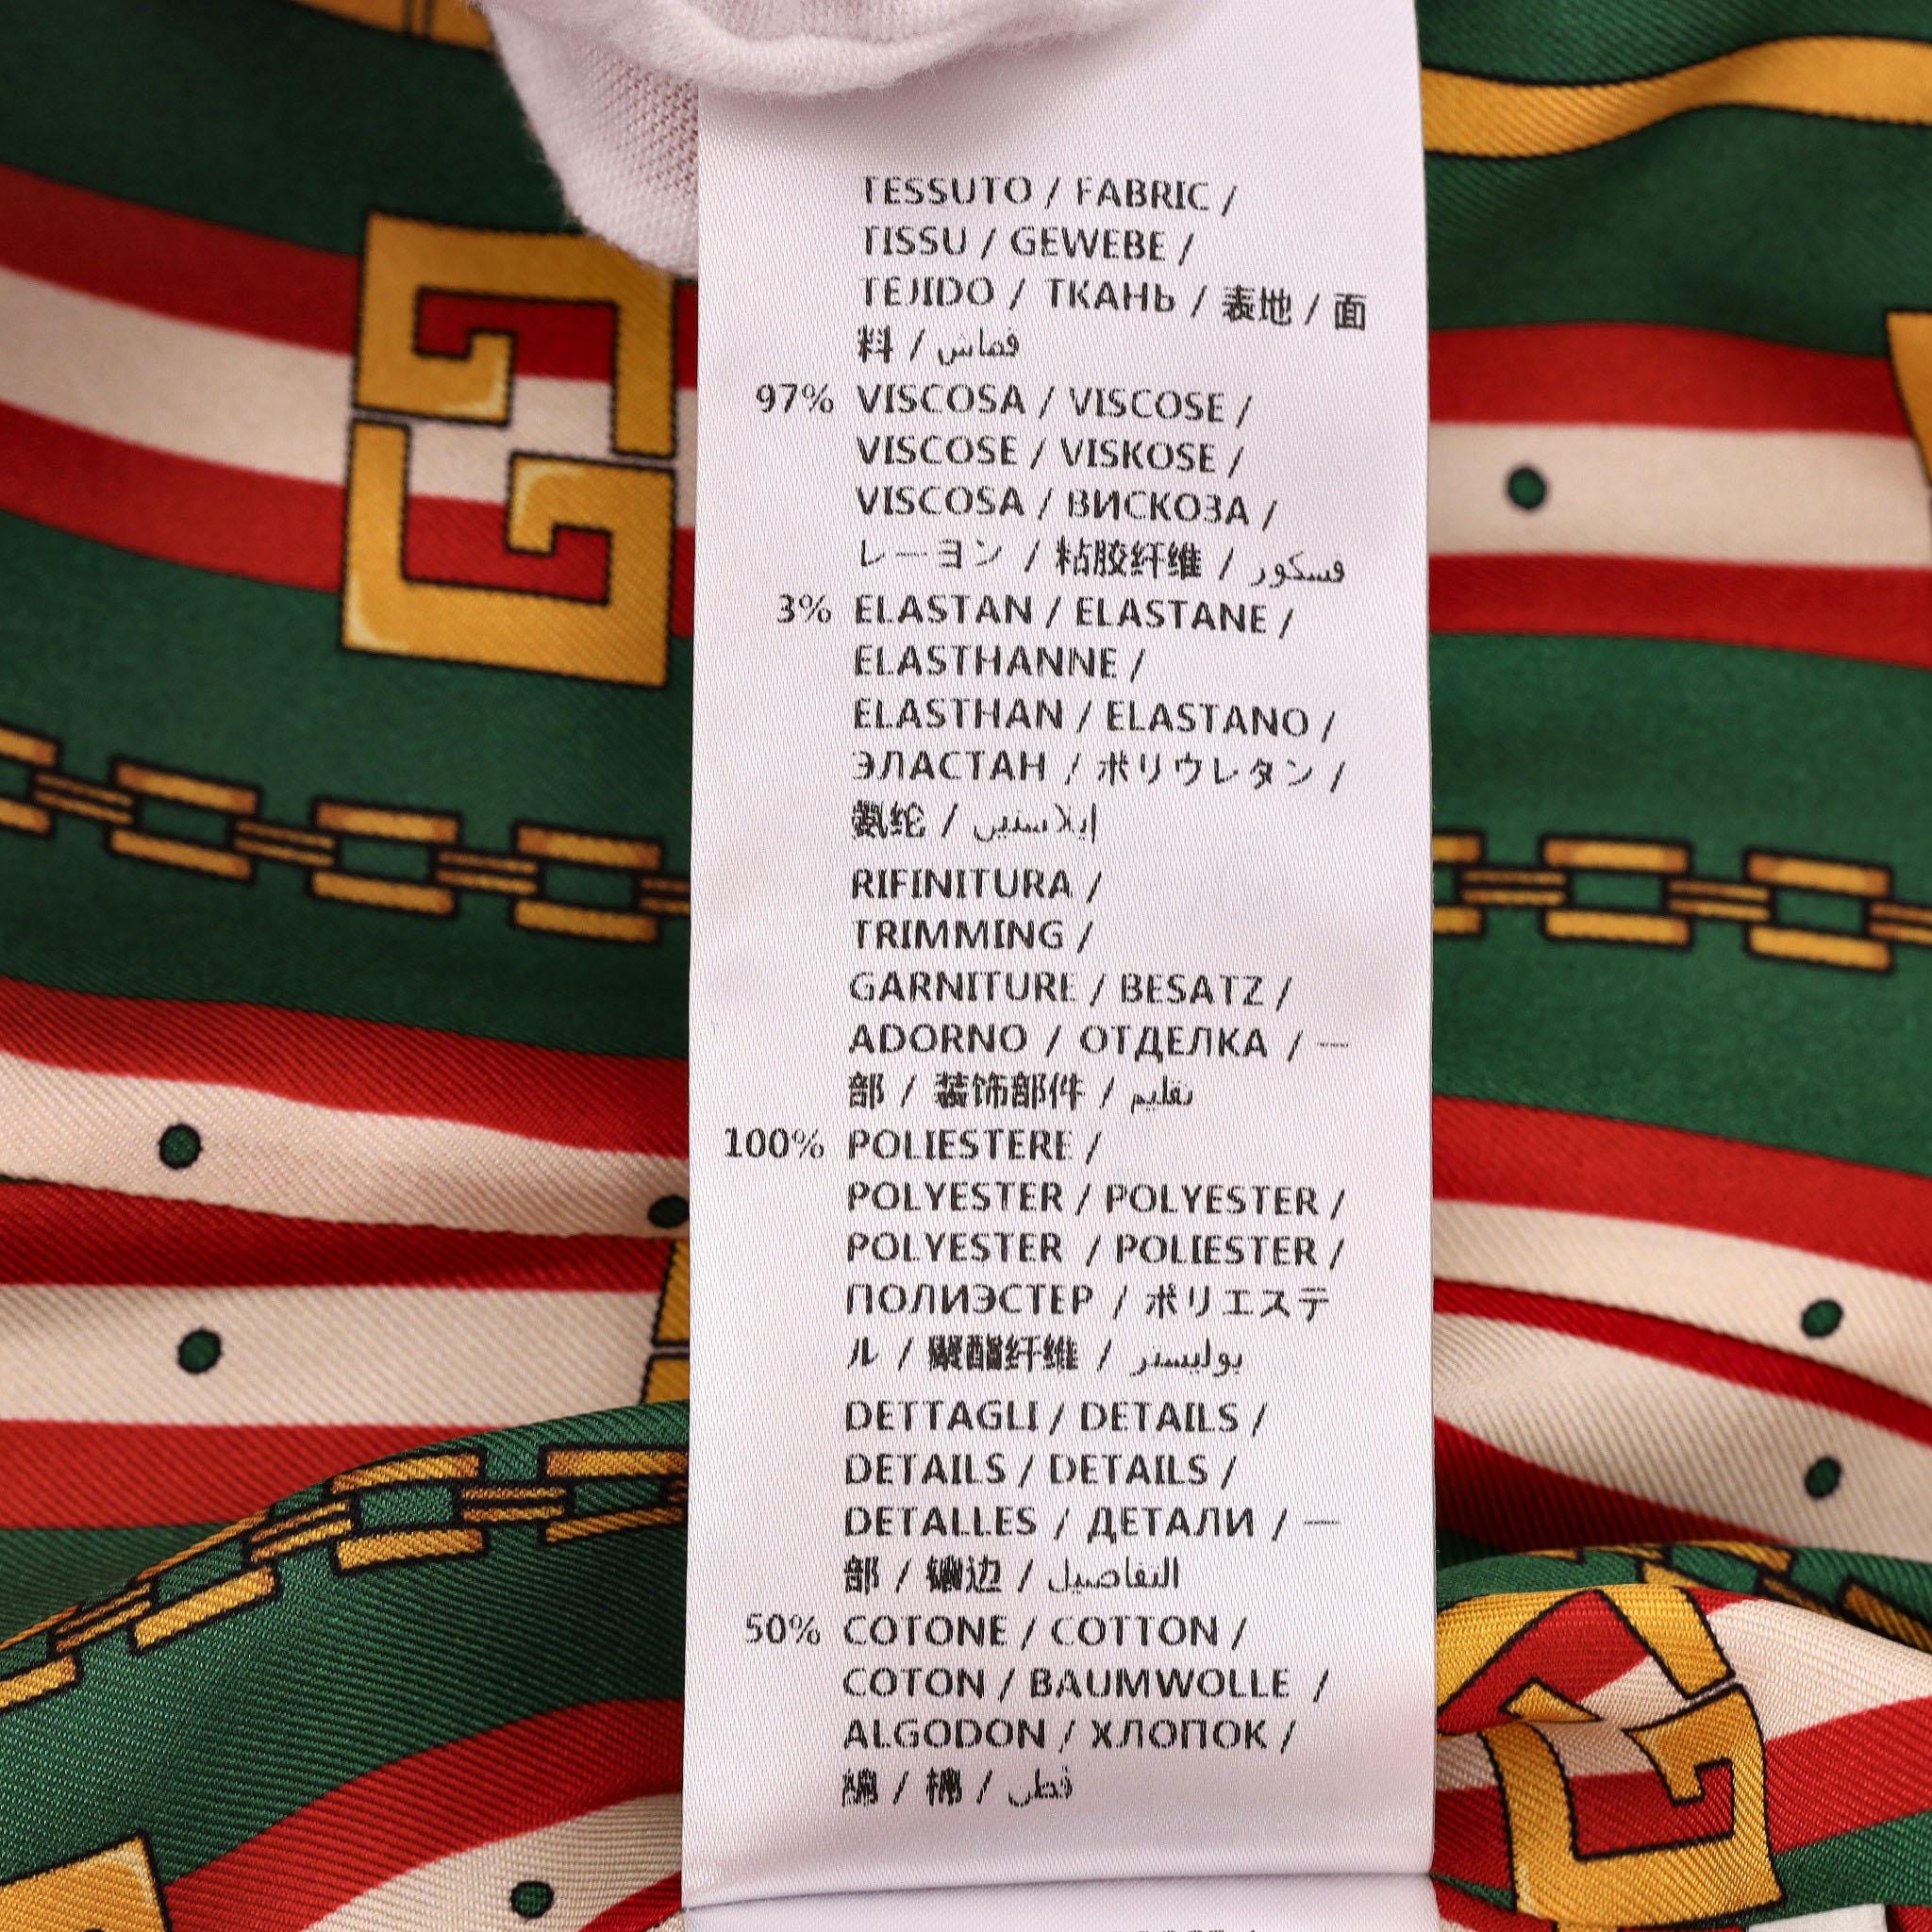 TESSUTO / FABRIC /
TISSU / GEWEBE /
TEJIDO / ТКАНЬ / 表地 / 面
料 / قماش
97% VISCOSA / VISCOSE /
VISCOSE / VISKOSE /
VISCOSA / ВИСКОЗА /
レーヨン / 粘胶纤维 / فسكور
3% ELASTAN / ELASTANE /
ELASTHANNE /
ELASTHAN / ELASTANO /
ЭЛАСТАН / ポリウレタン /
氨纶 / إيلاستين
RIFINITURA /
TRIMMING /
GARNITURE / BESATZ /
ADORNO / ОТДЕЛКА / 一
部 / 装饰部件 / تقليم
100% POLIESTERE /
POLYESTER / POLYESTER /
POLYESTER / POLIESTER /
ПОЛИЭСТЕР / ポリエステ
ル / 聚酯纤维 / بوليستر
DETTAGLI / DETAILS /
DETAILS / DETAILS /
DETALLES / ДЕТАЛИ / 一
部 / 镶边 / التفاصيل
50% COTONE / COTTON /
COTON / BAUMWOLLE /
ALGODON / ХЛОПОК /
綿 / 棉 / قطن